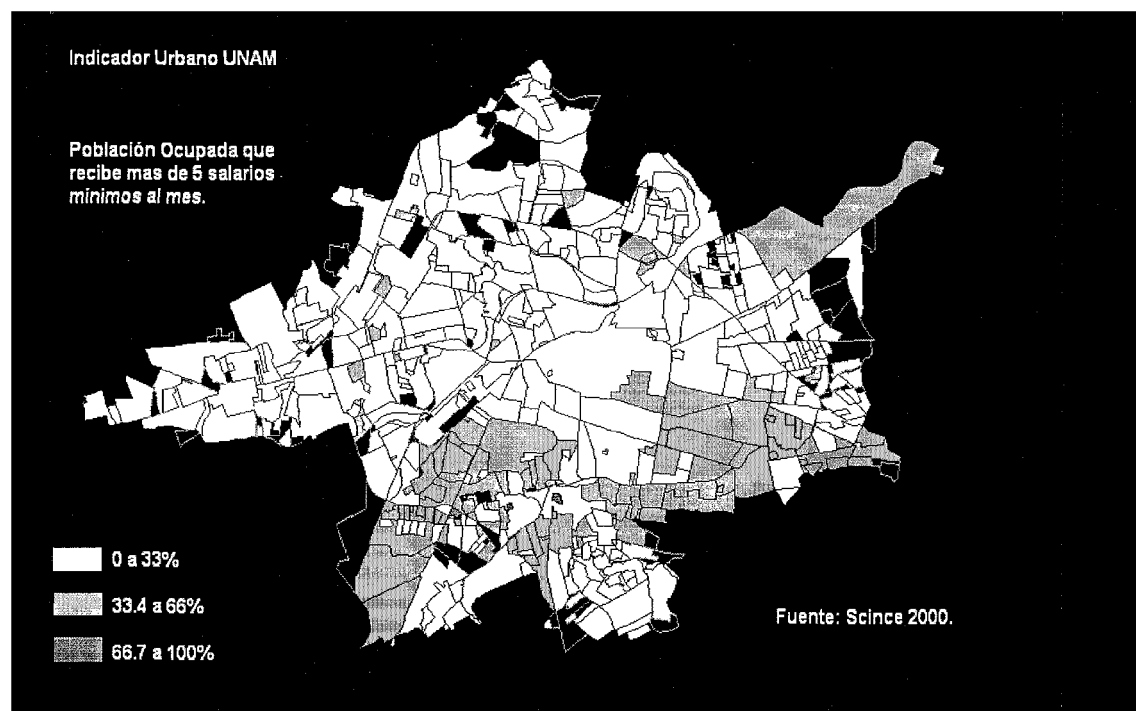 Indicador Urbano UNAM
Población Ocupada que
recibe mas de 5 salarios
minimos al mes.
0 a 33%
33.4 a 66%
66.7 a 100%
Fuente: Scince 2000.